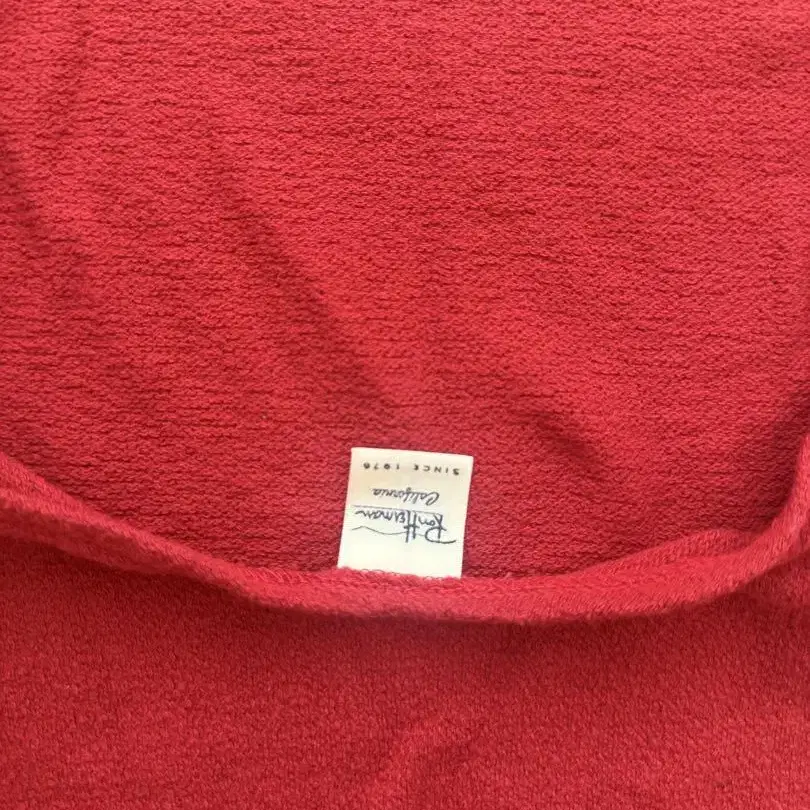 Ron Herman
California
SINCE 1976